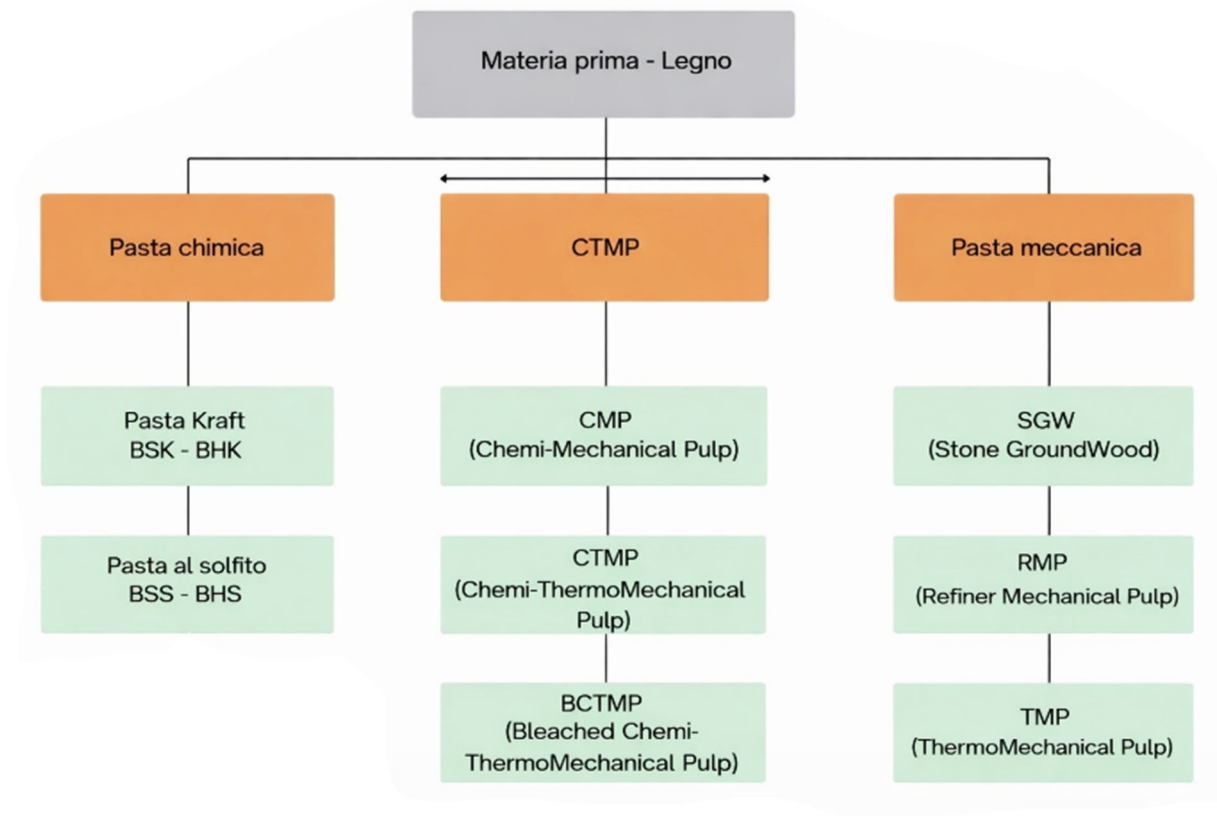 Materia prima - Legno
Pasta chimica
CTMP
Pasta meccanica
Pasta Kraft
BSK - BHK
CMP
(Chemi-Mechanical Pulp)
SGW
(Stone GroundWood)
Pasta al solfito
BSS - BHS
CTMP
(Chemi-ThermoMechanical
Pulp)
RMP
(Refiner Mechanical Pulp)
BCTMP
(Bleached Chemi-
ThermoMechanical Pulp)
TMP
(ThermoMechanical Pulp)